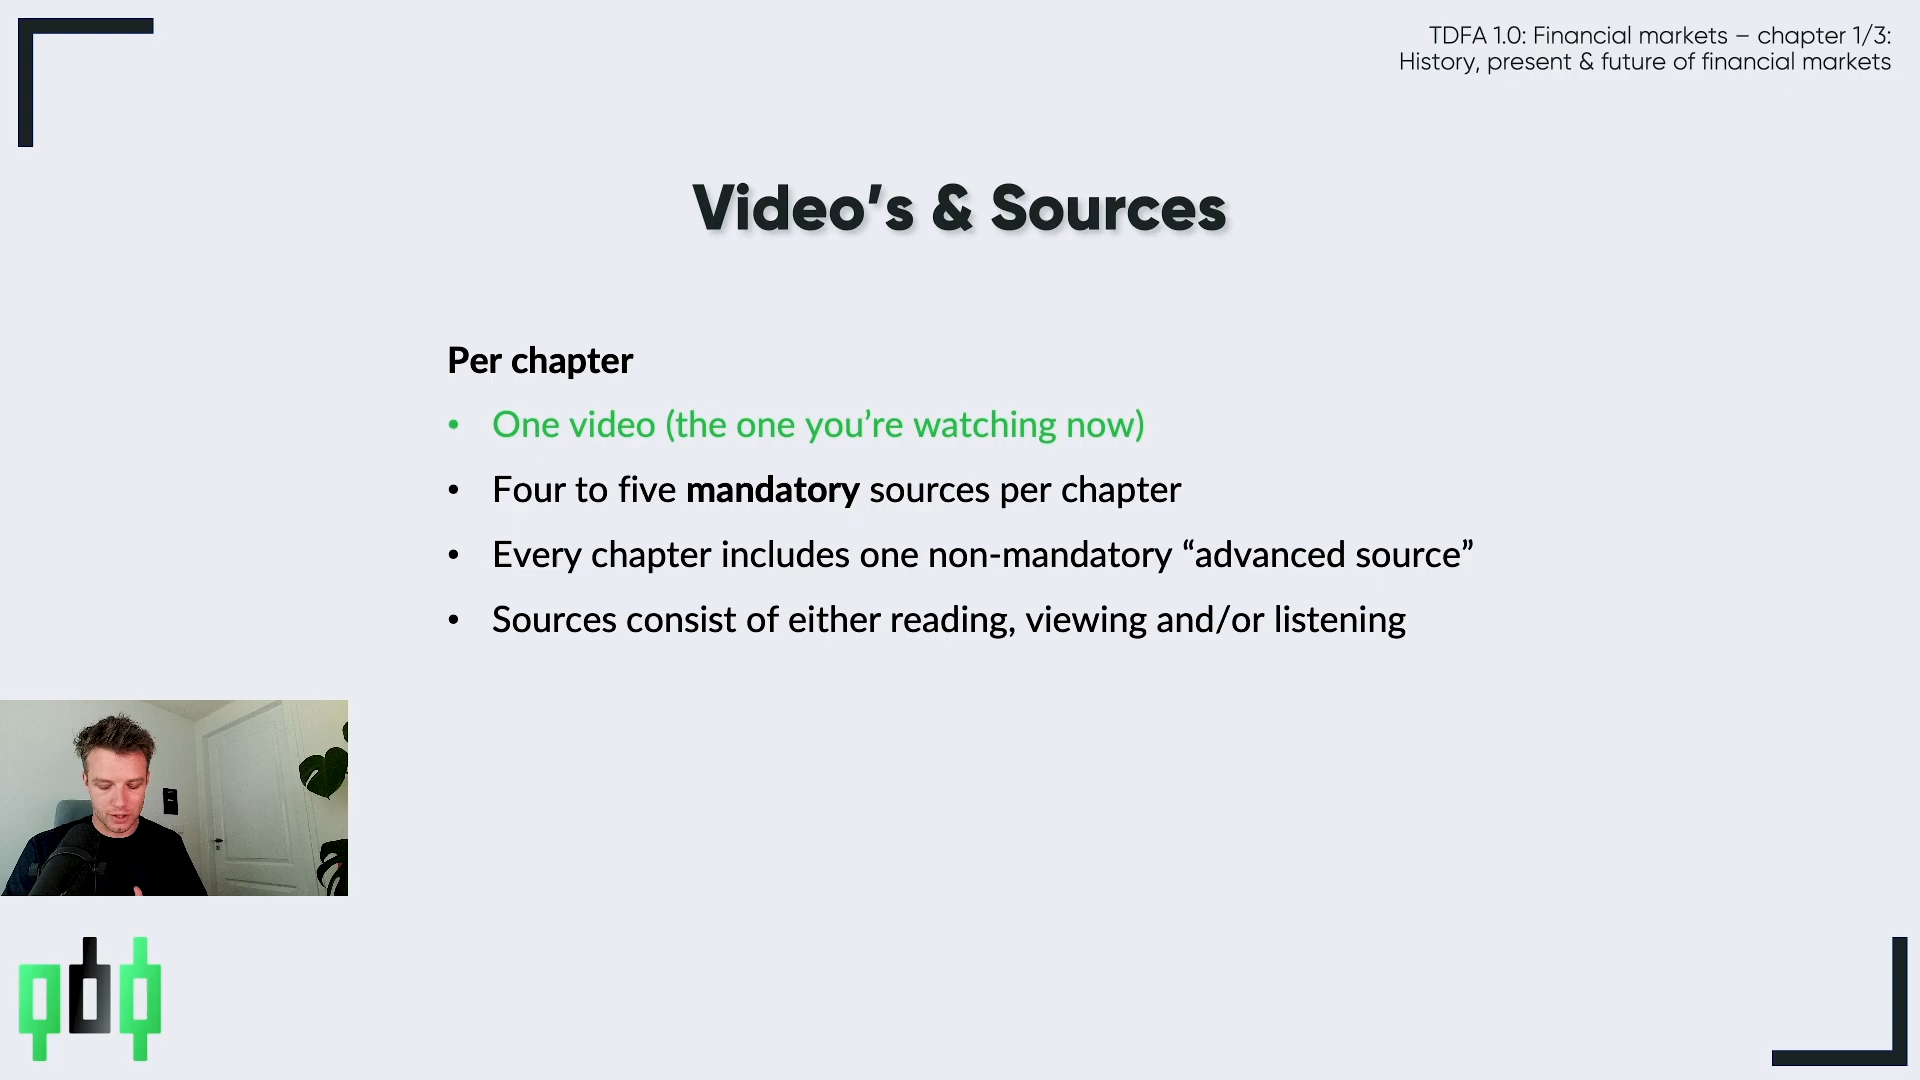 TDFA 1.0: Financial markets – chapter 1/3:
History, present & future of financial markets
Video’s & Sources
Per chapter
• One video (the one you’re watching now)
• Four to five mandatory sources per chapter
• Every chapter includes one non-mandatory “advanced source”
• Sources consist of either reading, viewing and/or listening